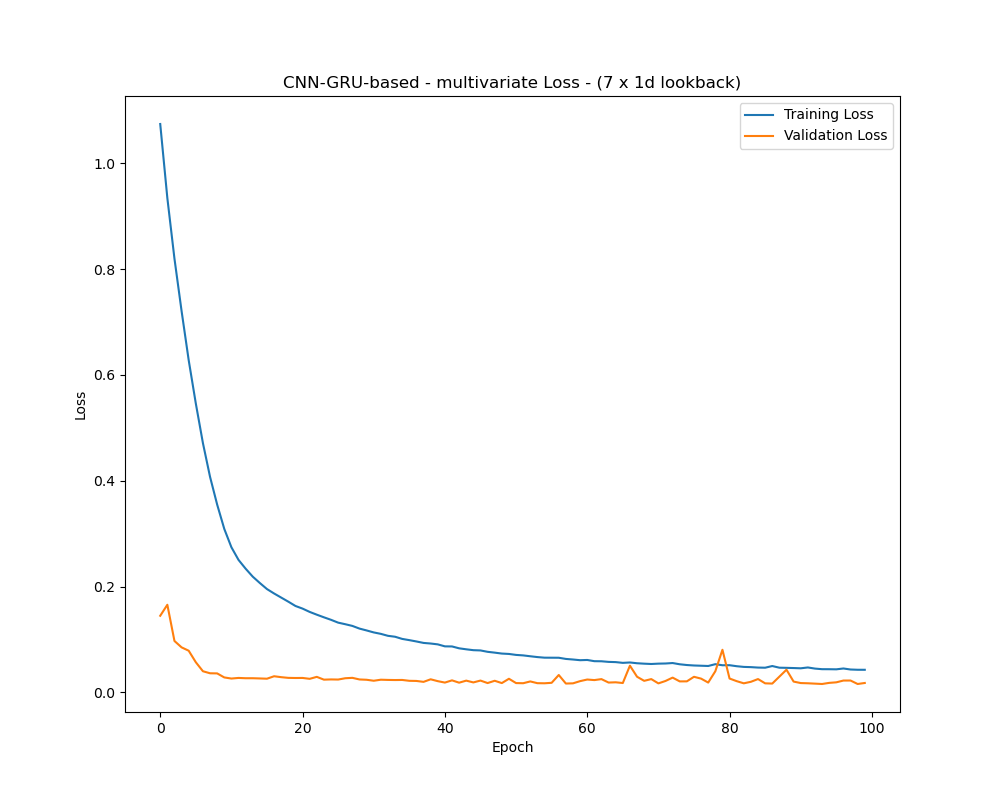 CNN-GRU-based - multivariate Loss - (7 x 1d lookback)
Training Loss
Validation Loss
1.0
0.8
0.6
0.4
0.2
0.0
Loss
0
20
40
60
80
100
Epoch